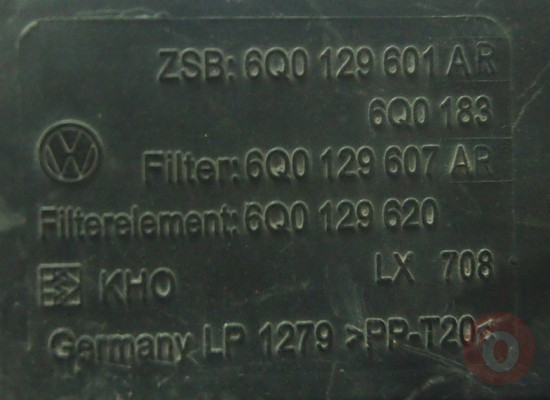 ZSB: 6Q0 129 601 AR
6Q0 183
Filter: 6Q0 129 607 AR
Filterelement: 6Q0 129 620
KHO LX 708
Germany LP 1279 >PP-T20<